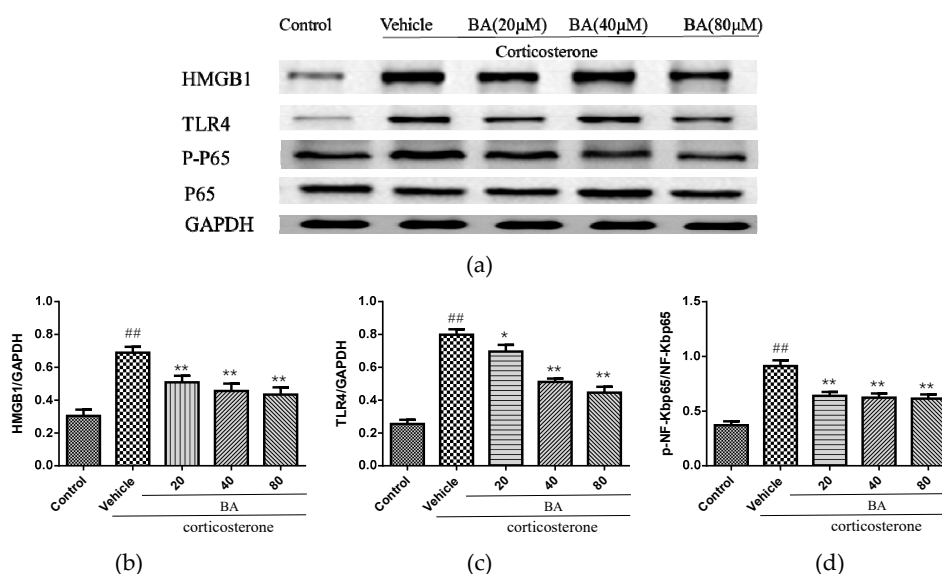 Control Vehicle BA(20μM) BA(40μM) BA(80μM)
Corticosterone
HMGB1
TLR4
P-P65
P65
GAPDH
(a)
HMGB1/GAPDH
1.0
0.8
0.6
0.4
0.2
0.0
##
**
**
**
Control
Vehicle
20
40
80
BA
corticosterone
(b)
TLR4/GAPDH
1.0
0.8
0.6
0.4
0.2
0.0
##
*
**
**
Control
Vehicle
20
40
80
BA
corticosterone
(c)
p-NF-Kbp65/NF-Kbp65
1.5
1.0
0.5
0.0
##
**
**
**
Control
Vehicle
20
40
80
BA
corticosterone
(d)